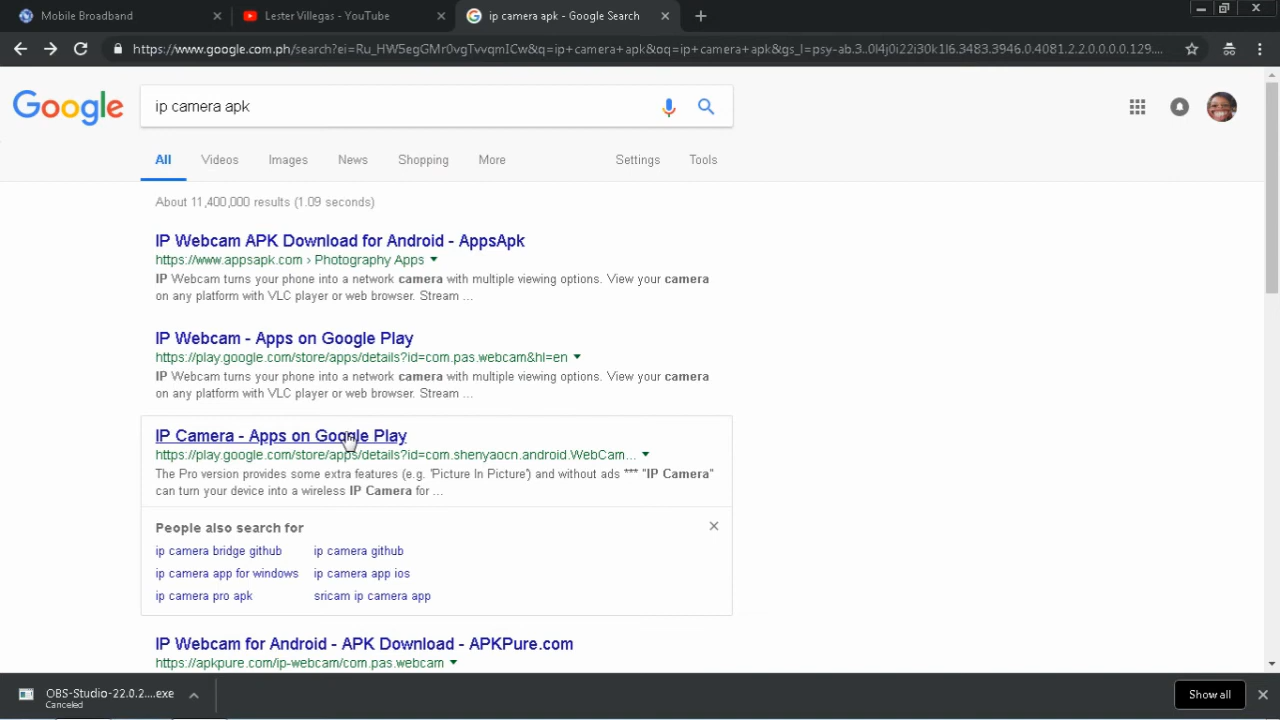 Mobile Broadband
Lester Villegas - YouTube
ip camera apk - Google Search
https://www.google.com.ph/search?ei=Ru_HW5egGMr0vgTvvqmICw&q=ip+camera+apk&oq=ip+camera+apk&gs_l=psy-ab.3..0l4j0i22i30k1l6.3483.3946.0.4081.2.2.0.0.0.0.129....
Google
ip camera apk
All Videos Images News Shopping More Settings Tools
About 11,400,000 results (1.09 seconds)
IP Webcam APK Download for Android - AppsApk
https://www.appsapk.com › Photography Apps
IP Webcam turns your phone into a network camera with multiple viewing options. View your camera
on any platform with VLC player or web browser. Stream ...
IP Webcam - Apps on Google Play
https://play.google.com/store/apps/details?id=com.pas.webcam&hl=en
IP Webcam turns your phone into a network camera with multiple viewing options. View your camera
on any platform with VLC player or web browser. Stream ...
IP Camera - Apps on Google Play
https://play.google.com/store/apps/details?id=com.shenyaocn.android.WebCam...
The Pro version provides some extra features (e.g. 'Picture In Picture') and without ads *** "IP Camera"
can turn your device into a wireless IP Camera for ...
People also search for
ip camera bridge github ip camera github
ip camera app for windows ip camera app ios
ip camera pro apk sricam ip camera app
IP Webcam for Android - APK Download - APKPure.com
https://apkpure.com/ip-webcam/com.pas.webcam
OBS-Studio-22.0.2....exe
Canceled
Show all